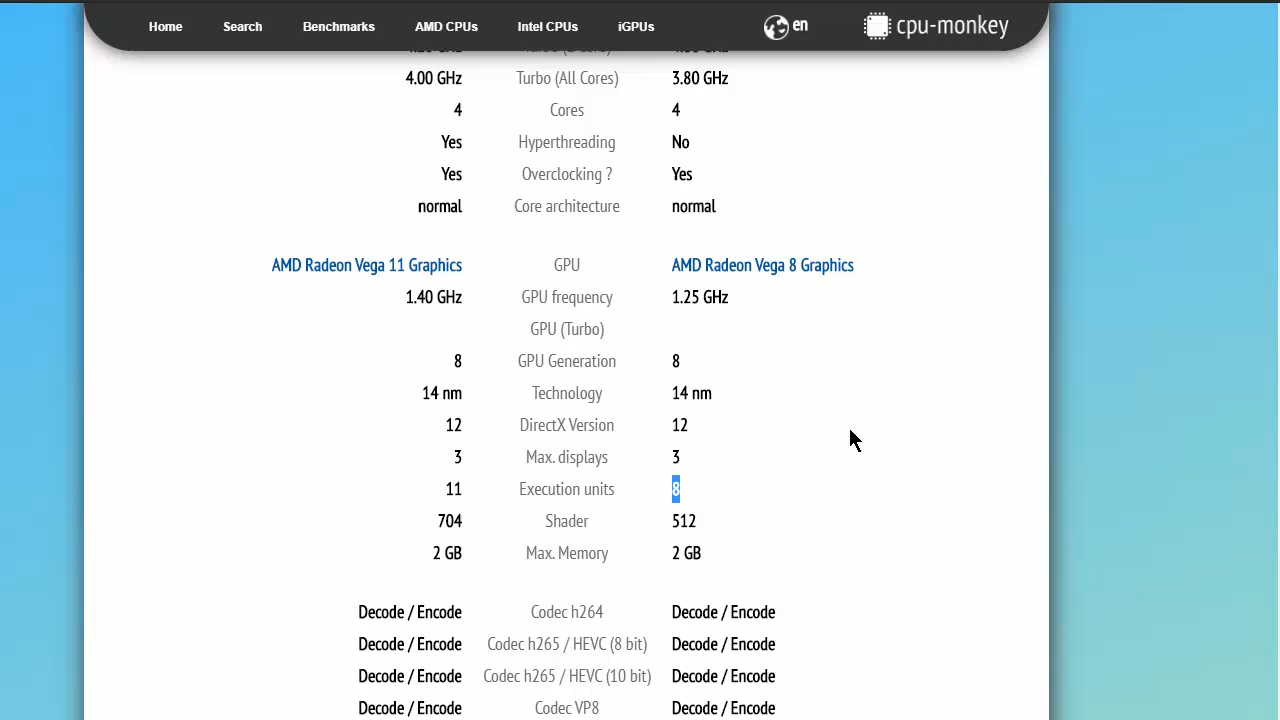 Home Search Benchmarks AMD CPUs Intel CPUs iGPUs en cpu-monkey
4.00 GHz Turbo (All Cores) 3.80 GHz
4 Cores 4
Yes Hyperthreading No
Yes Overclocking ? Yes
normal Core architecture normal
AMD Radeon Vega 11 Graphics GPU AMD Radeon Vega 8 Graphics
1.40 GHz GPU frequency 1.25 GHz
GPU (Turbo)
8 GPU Generation 8
14 nm Technology 14 nm
12 DirectX Version 12
3 Max. displays 3
11 Execution units 8
704 Shader 512
2 GB Max. Memory 2 GB
Decode / Encode Codec h264 Decode / Encode
Decode / Encode Codec h265 / HEVC (8 bit) Decode / Encode
Decode / Encode Codec h265 / HEVC (10 bit) Decode / Encode
Decode / Encode Codec VP8 Decode / Encode